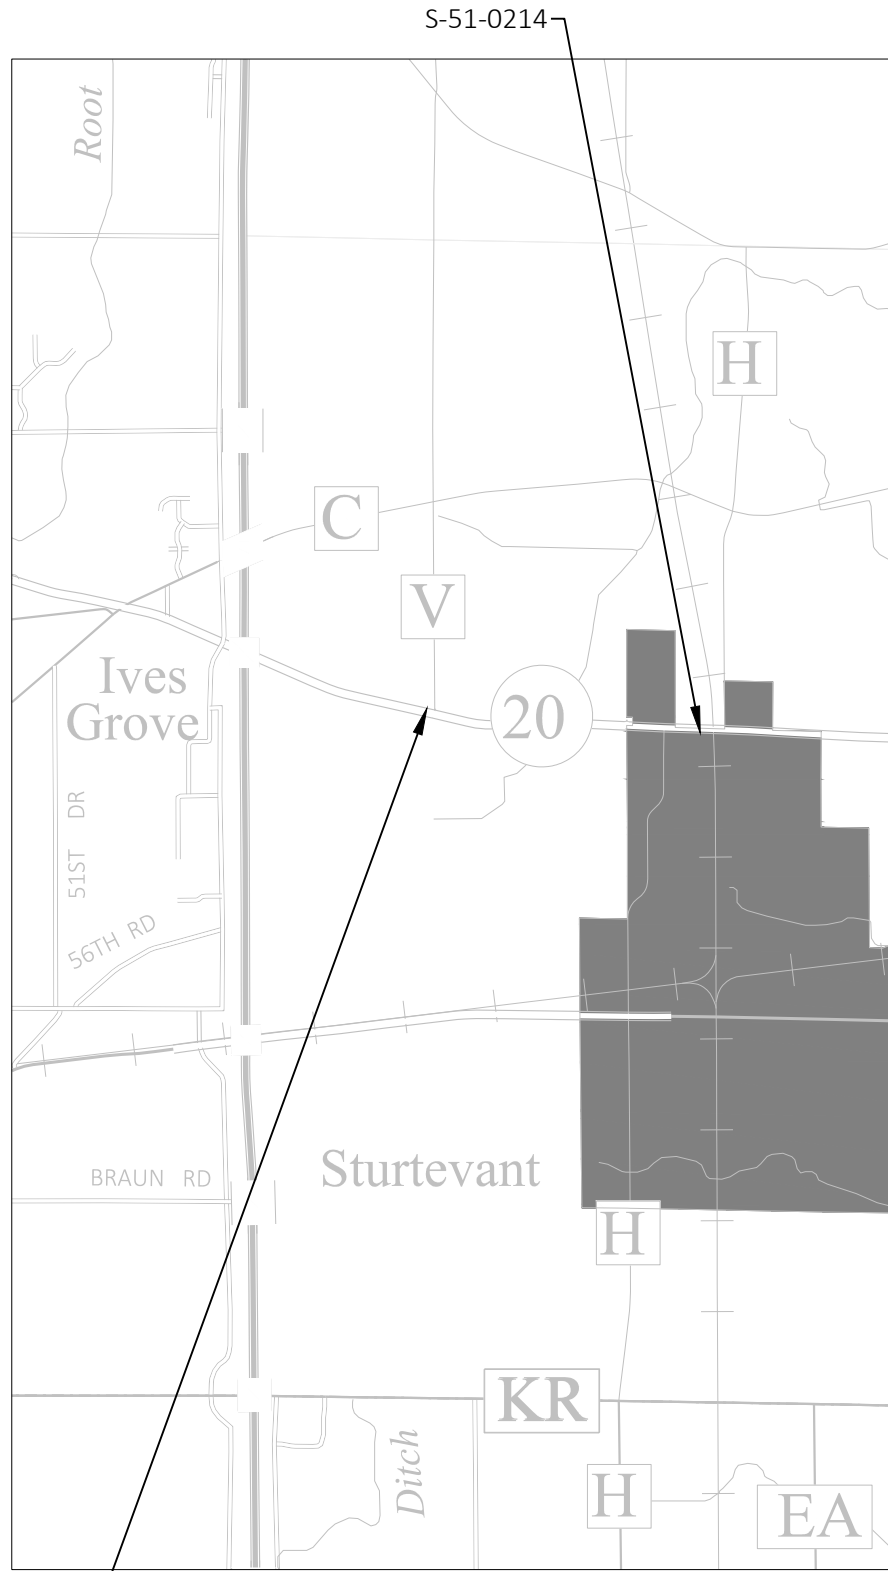 S-51-0214
Root
H
C
V
Ives
Grove
20
51ST DR
56TH RD
BRAUN RD
Sturtevant
H
KR
Ditch
H
EA